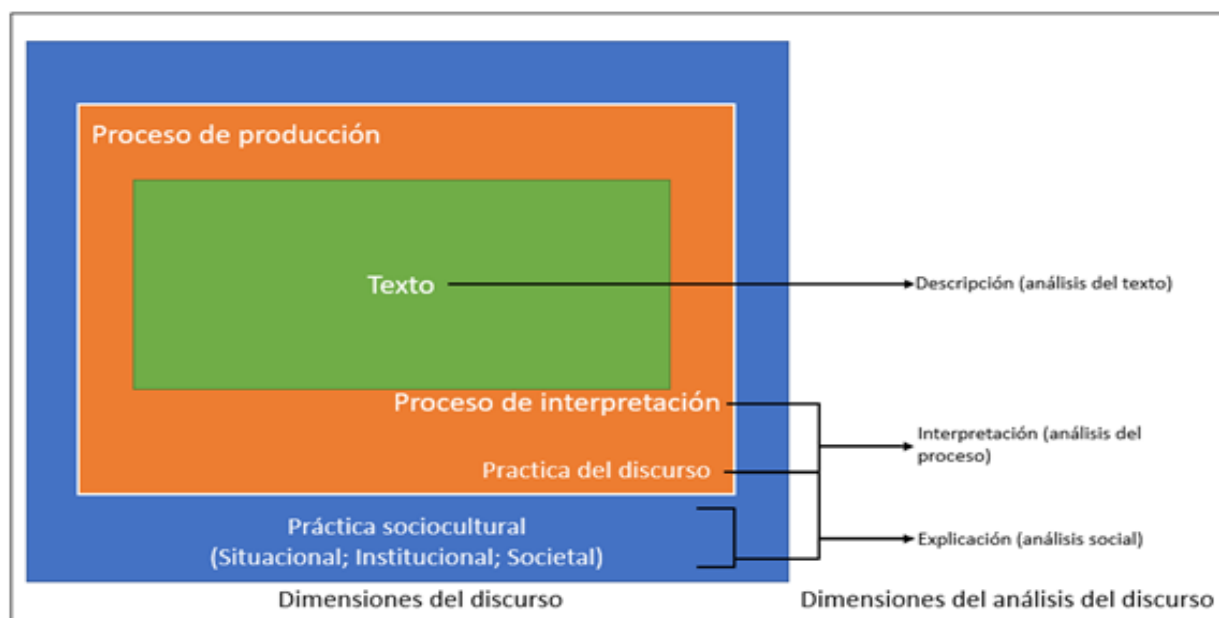 Proceso de producción
Texto
Descripción (análisis del texto)
Proceso de interpretación
Interpretación (análisis del
proceso)
Practica del discurso
Práctica sociocultural
(Situacional; Institucional; Societal)
Explicación (análisis social)
Dimensiones del discurso
Dimensiones del análisis del discurso